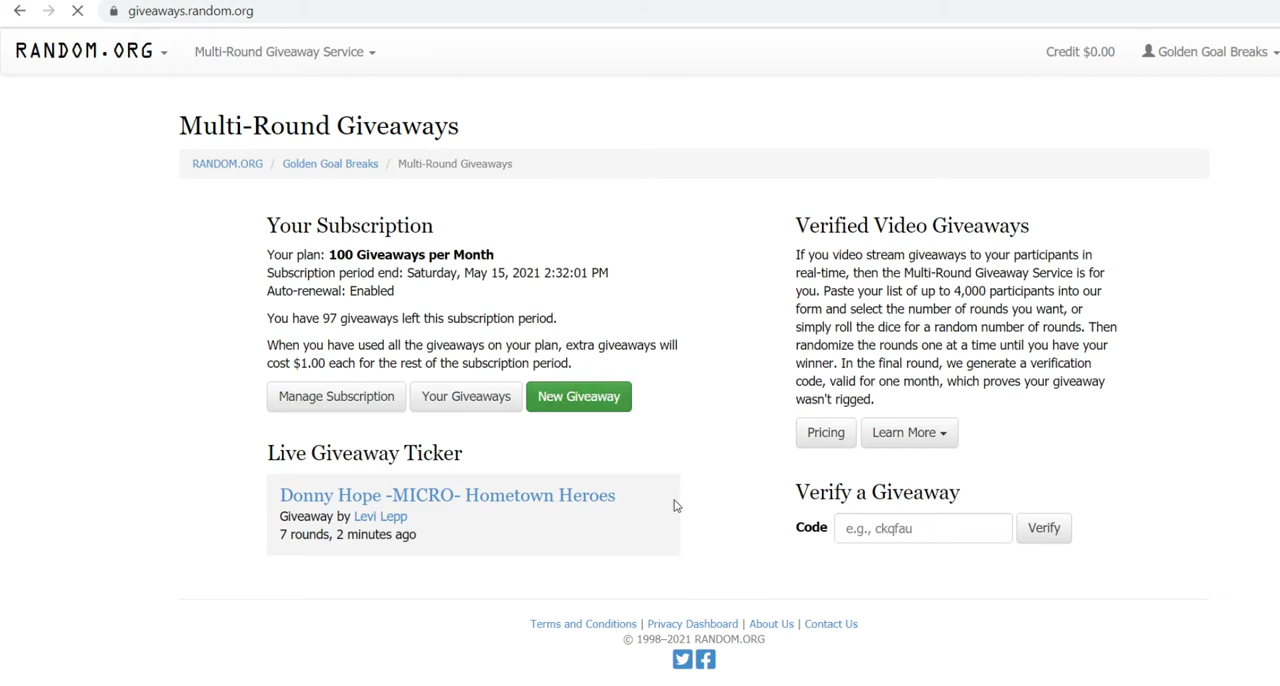 giveaways.random.org
RANDOM.ORG Multi-Round Giveaway Service Credit $0.00 Golden Goal Breaks
Multi-Round Giveaways
RANDOM.ORG / Golden Goal Breaks / Multi-Round Giveaways
Your Subscription
Your plan: 100 Giveaways per Month
Subscription period end: Saturday, May 15, 2021 2:32:01 PM
Auto-renewal: Enabled
You have 97 giveaways left this subscription period.
When you have used all the giveaways on your plan, extra giveaways will
cost $1.00 each for the rest of the subscription period.
Manage Subscription Your Giveaways New Giveaway
Live Giveaway Ticker
Donny Hope -MICRO- Hometown Heroes
Giveaway by Levi Lepp
7 rounds, 2 minutes ago
Verified Video Giveaways
If you video stream giveaways to your participants in
real-time, then the Multi-Round Giveaway Service is for
you. Paste your list of up to 4,000 participants into our
form and select the number of rounds you want, or
simply roll the dice for a random number of rounds. Then
randomize the rounds one at a time until you have your
winner. In the final round, we generate a verification
code, valid for one month, which proves your giveaway
wasn't rigged.
Pricing Learn More
Verify a Giveaway
Code e.g., ckqfau Verify
Terms and Conditions | Privacy Dashboard | About Us | Contact Us
© 1998–2021 RANDOM.ORG